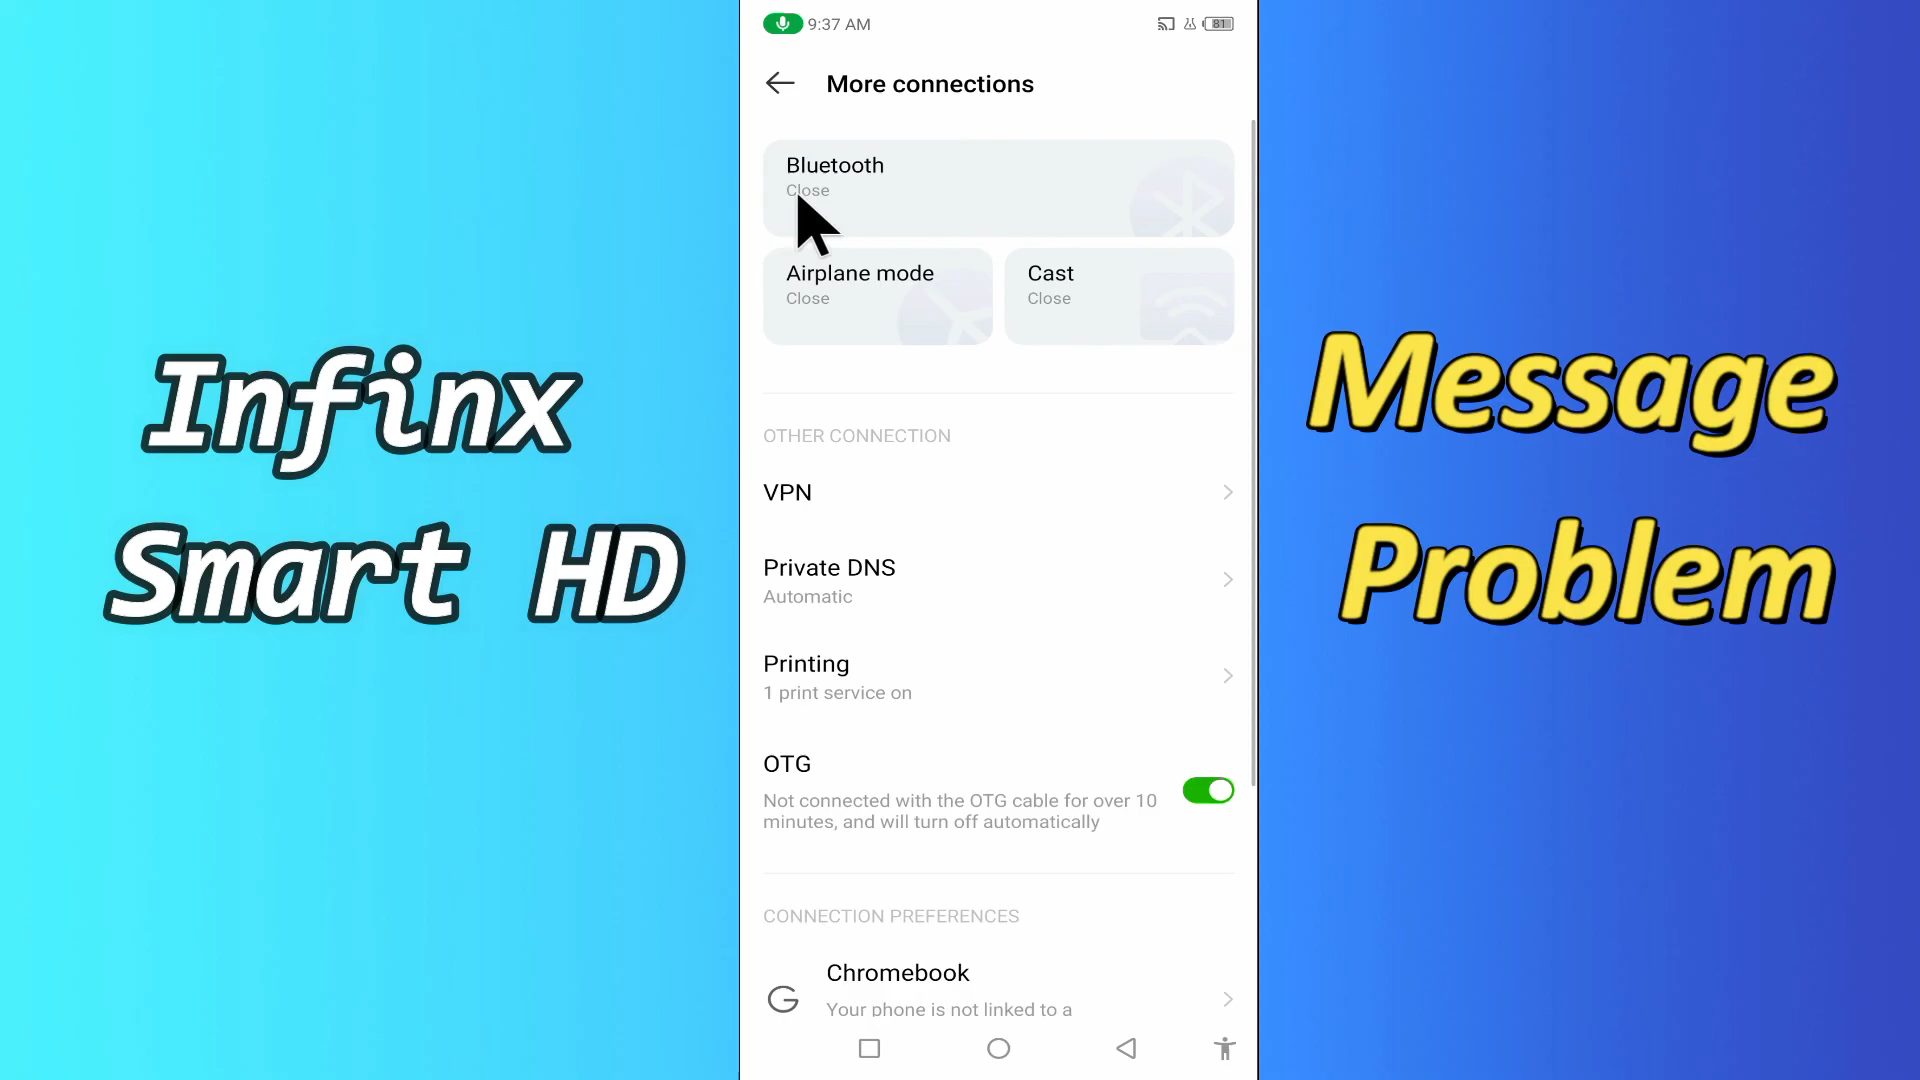 9:37 AM
81
More connections
Bluetooth
Close
Airplane mode
Close
Cast
Close
OTHER CONNECTION
VPN
Private DNS
Automatic
Printing
1 print service on
OTG
Not connected with the OTG cable for over 10
minutes, and will turn off automatically
CONNECTION PREFERENCES
Chromebook
Your phone is not linked to a
Infinx
Smart HD
Message
Problem